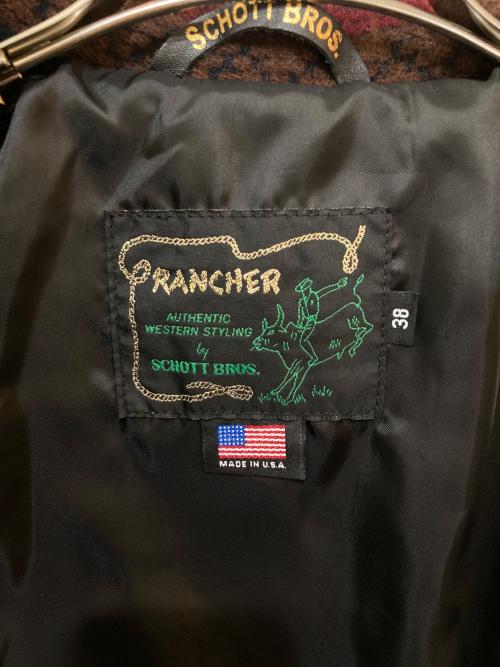 SCHOTT BROS.
RANCHER
AUTHENTIC
WESTERN STYLING
by
SCHOTT BROS.
38
MADE IN U.S.A.